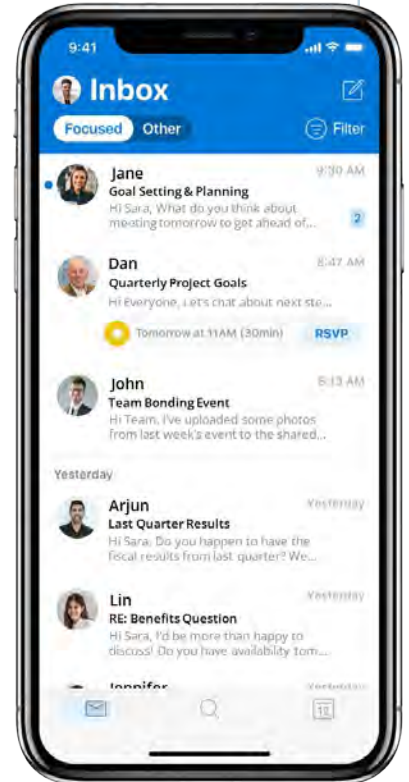 9:41
Inbox
Focused Other Filter
Jane 9:30 AM
Goal Setting & Planning
Hi Sara, What do you think about
meeting tomorrow to get ahead of... 2
Dan 8:47 AM
Quarterly Project Goals
Hi Everyone, Let's chat about next ste...
Tomorrow at 11AM (30min) RSVP
John 8:13 AM
Team Bonding Event
Hi Team, I've uploaded some photos
from last week's event to the shared...
Yesterday
Arjun Yesterday
Last Quarter Results
Hi Sara, Do you happen to have the
fiscal results from last quarter? We...
Lin Yesterday
RE: Benefits Question
Hi Sara, I'd be more than happy to
discuss! Do you have availability tom...
Jennifer Yesterday
12